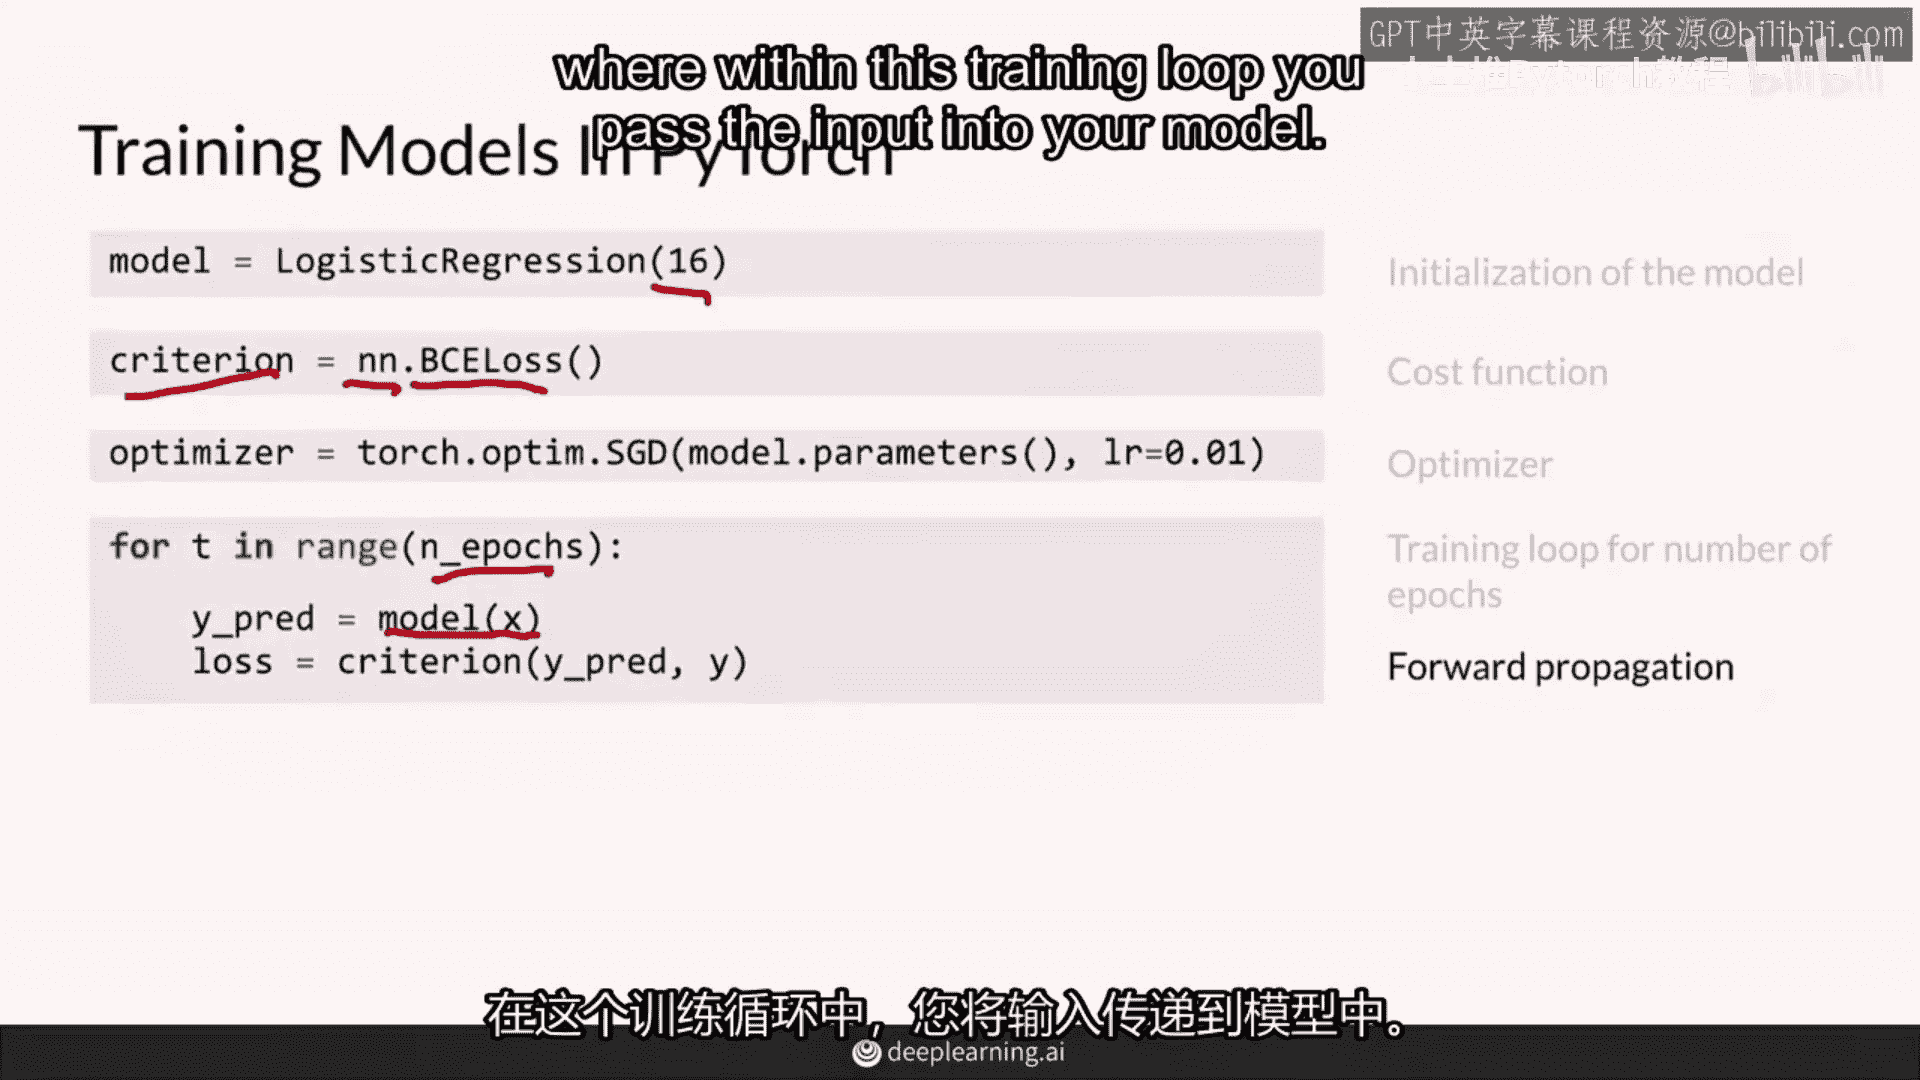 GPT中英字幕课程资源@bilibili.com
where within this training loop you
pass the input into your model.
Training Models In PyTorch
model = LogisticRegression(16)
Initialization of the model
criterion = nn.BCELoss()
Cost function
optimizer = torch.optim.SGD(model.parameters(), lr=0.01)
Optimizer
for t in range(n_epochs):
Training loop for number of
epochs
y_pred = model(x)
loss = criterion(y_pred, y)
Forward propagation
在这个训练循环中，您将输入传递到模型中。
deeplearning.ai